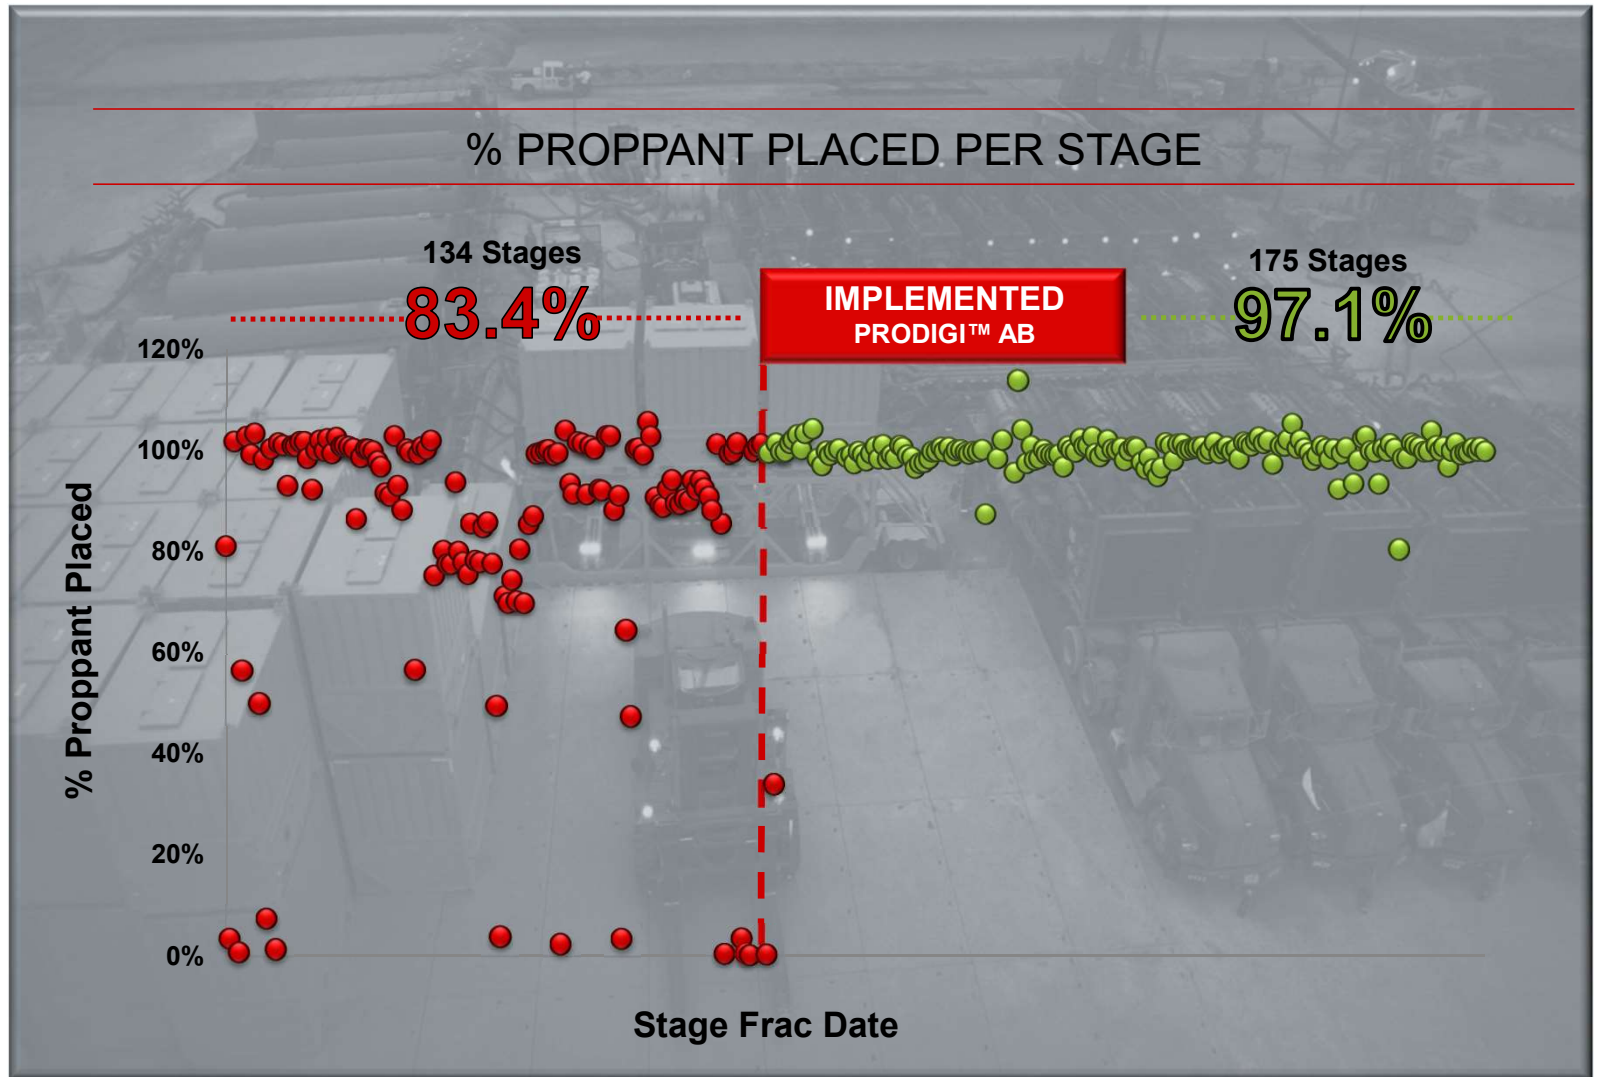 % PROPPANT PLACED PER STAGE
134 Stages
83.4%
IMPLEMENTED
PRODIGI™ AB
175 Stages
97.1%
120%
100%
80%
60%
40%
20%
0%
% Proppant Placed
Stage Frac Date